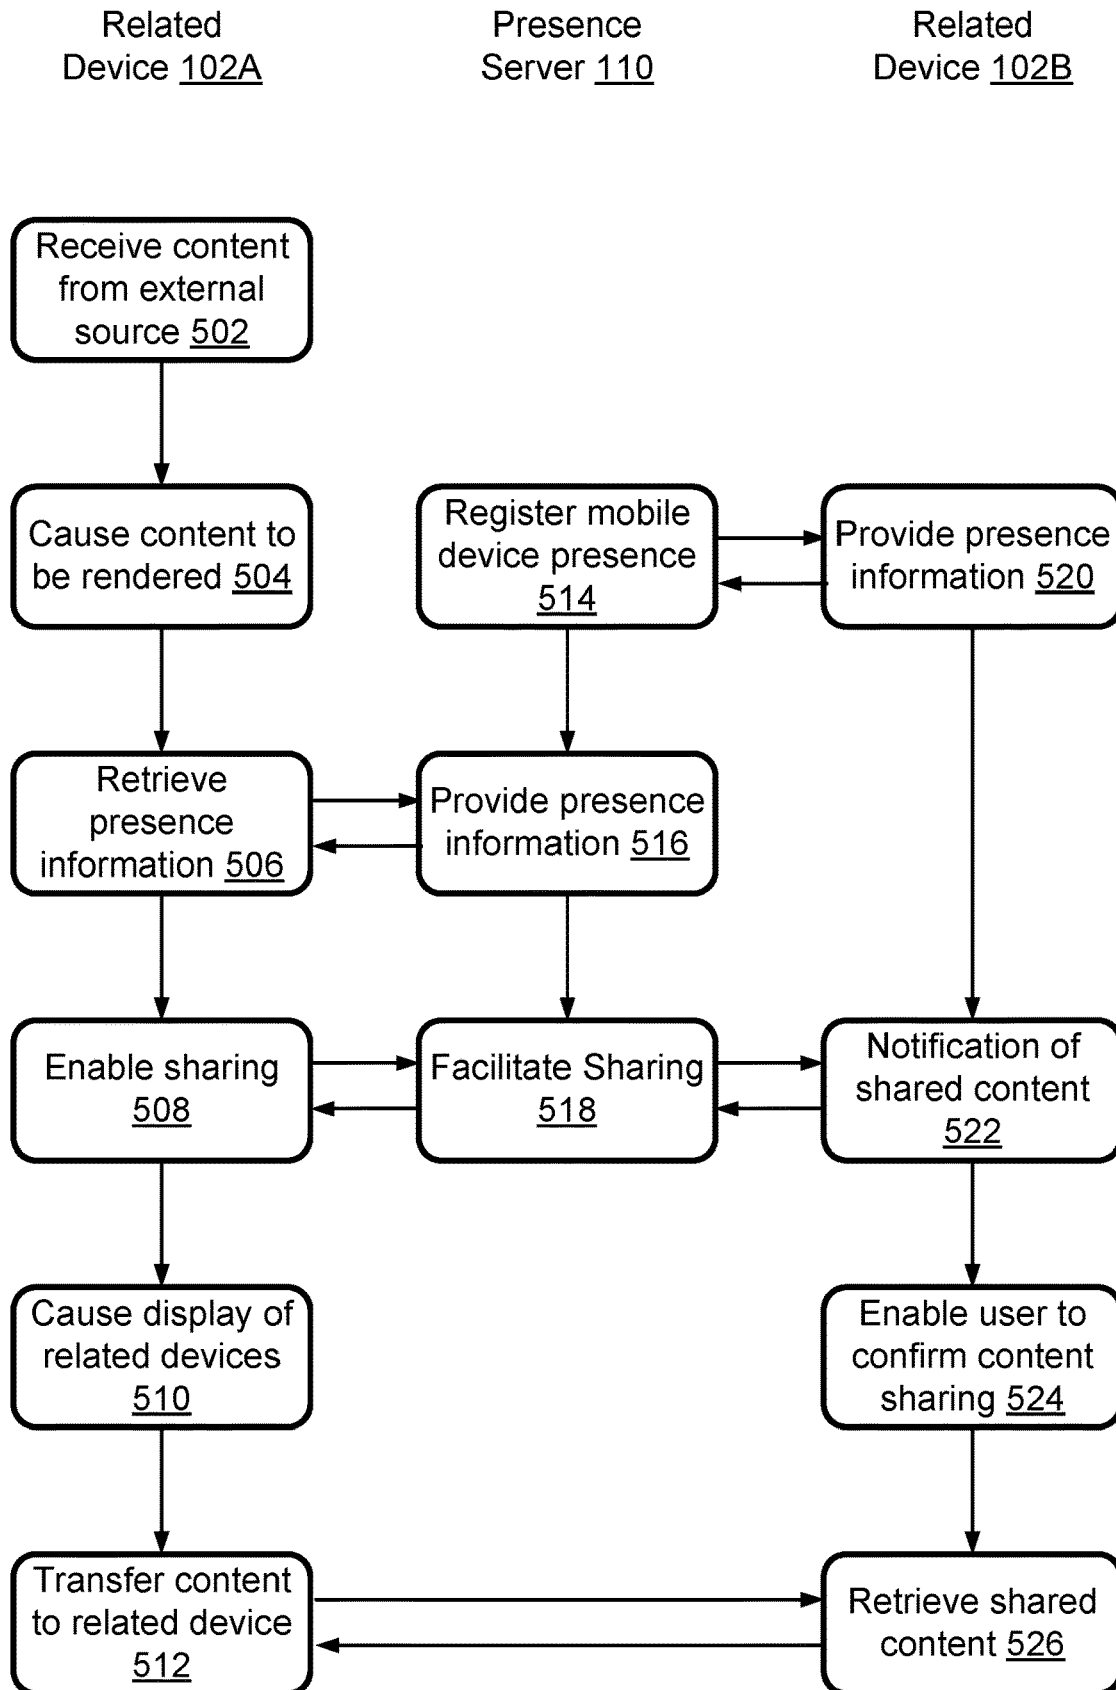 Related
Device 102A
Presence
Server 110
Related
Device 102B
Receive content
from external
source 502
Cause content to
be rendered 504
Register mobile
device presence
514
Provide presence
information 520
Retrieve
presence
information 506
Provide presence
information 516
Enable sharing
508
Facilitate Sharing
518
Notification of
shared content
522
Cause display of
related devices
510
Enable user to
confirm content
sharing 524
Transfer content
to related device
512
Retrieve shared
content 526